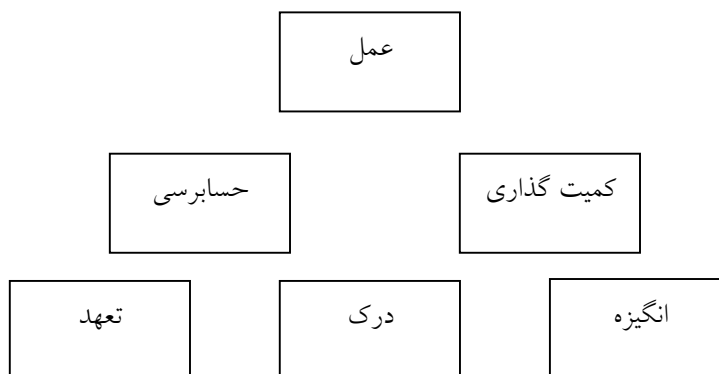 عمل
کمیت گذاری
حسابرسی
انگیزه
درک
تعهد